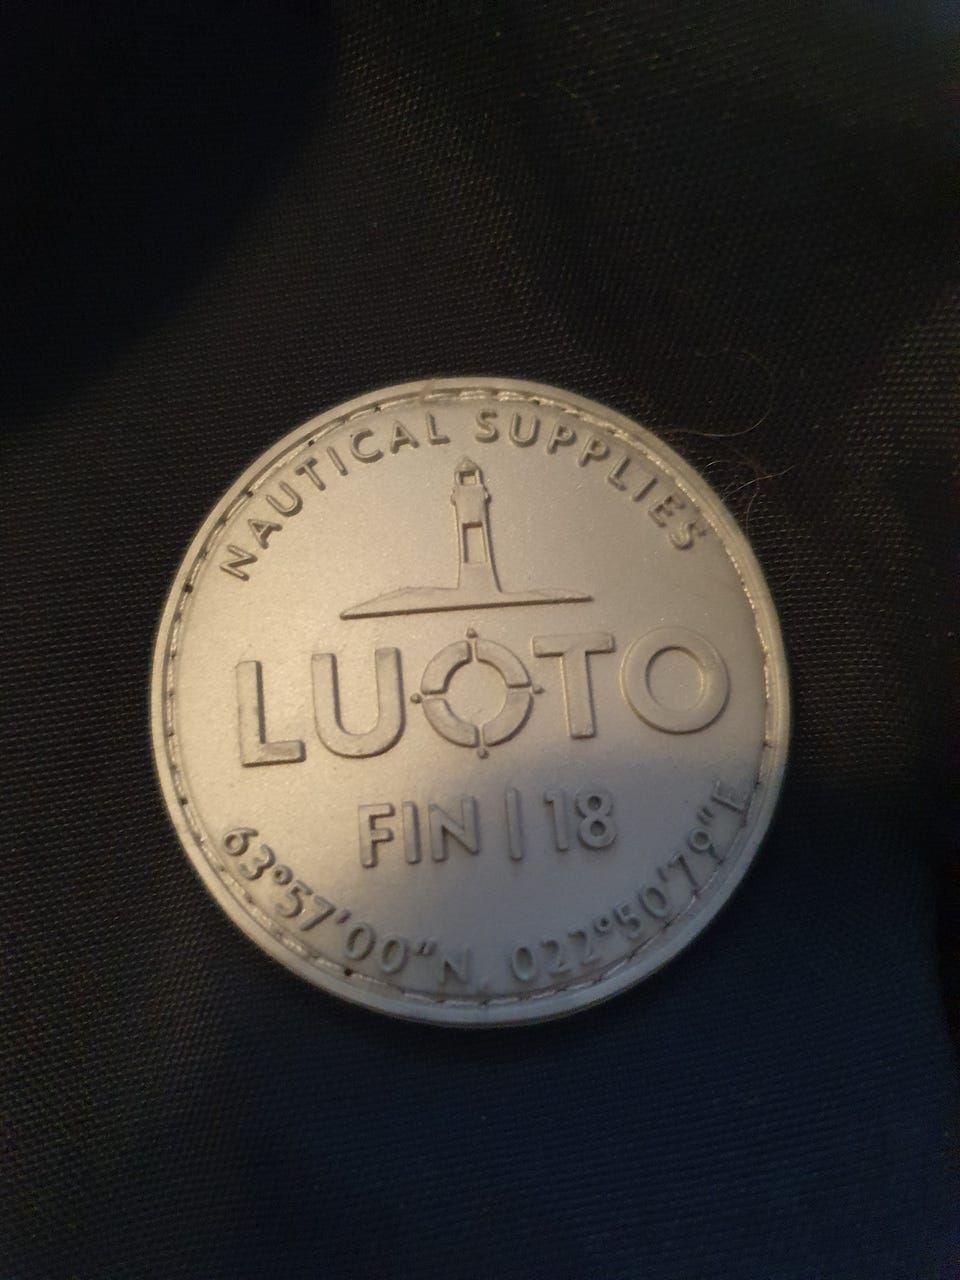 NAUTICAL SUPPLIES
LUOTO
FIN | 18
63°57'00"N, 022°50'79"E